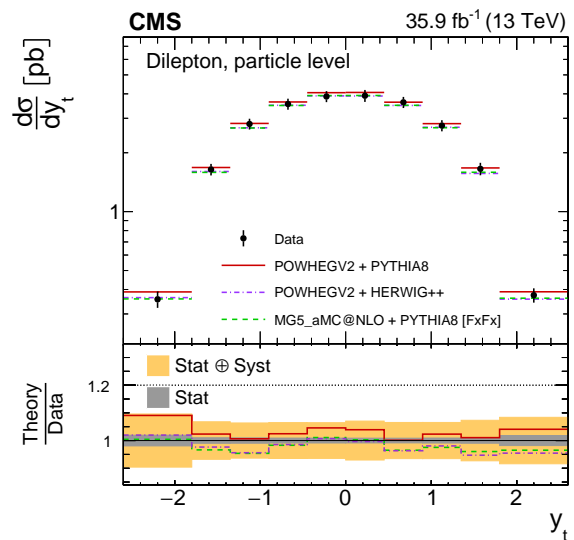 CMS 35.9 fb⁻¹ (13 TeV)
Dilepton, particle level
dσ/dy_t [pb]
1
Data
POWHEGV2 + PYTHIA8
POWHEGV2 + HERWIG++
MG5_aMC@NLO + PYTHIA8 [FxFx]
Stat ⊕ Syst
Stat
Theory
Data
1.2
1
−2 −1 0 1 2
y_t